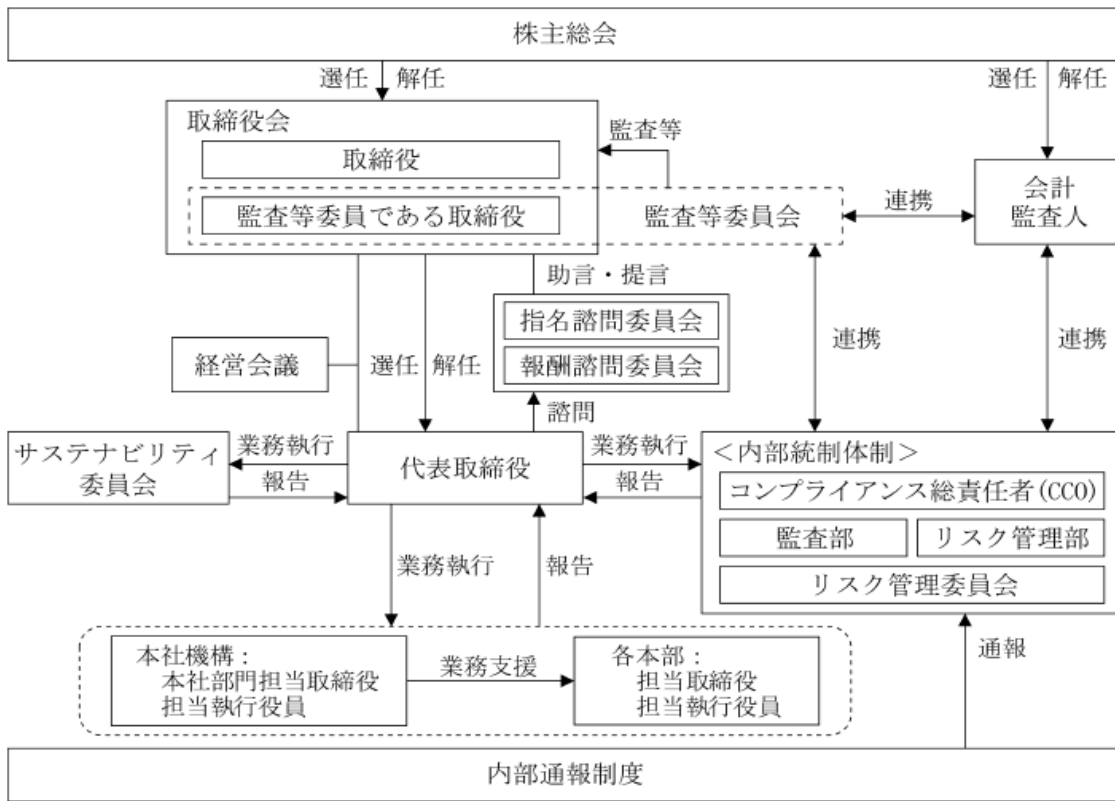 株主総会
選任 解任
選任 解任
取締役会
取締役
監査等委員である取締役
監査等
監査等委員会
連携
会計
監査人
助言・提言
指名諮問委員会
報酬諮問委員会
諮問
経営会議
選任 解任
連携
連携
サステナビリティ
委員会
業務執行
報告
代表取締役
業務執行
報告
＜内部統制体制＞
コンプライアンス総責任者(CCO)
監査部
リスク管理部
リスク管理委員会
業務執行
報告
通報
本社機構：
本社部門担当取締役
担当執行役員
業務支援
各本部：
担当取締役
担当執行役員
内部通報制度